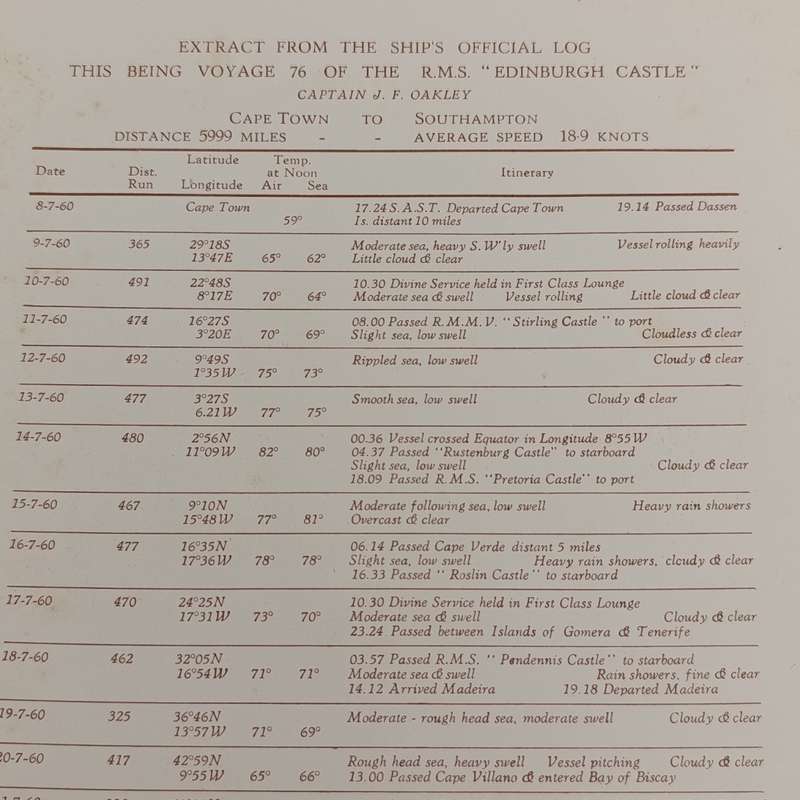 EXTRACT FROM THE SHIP'S OFFICIAL LOG
THIS BEING VOYAGE 76 OF THE R.M.S. "EDINBURGH CASTLE"
CAPTAIN J. F. OAKLEY
CAPE TOWN TO SOUTHAMPTON
DISTANCE 5999 MILES - - AVERAGE SPEED 18·9 KNOTS
Latitude Temp.
Date Dist. at Noon Itinerary
Run Longitude Air Sea
8-7-60 Cape Town 17.24 S.A.S.T. Departed Cape Town 19.14 Passed Dassen
59° Is. distant 10 miles
9-7-60 365 29°18S Moderate sea, heavy S.W'ly swell Vessel rolling heavily
13°47E 65° 62° Little cloud & clear
10-7-60 491 22°48S 10.30 Divine Service held in First Class Lounge
8°17E 70° 64° Moderate sea & swell Vessel rolling Little cloud & clear
11-7-60 474 16°27S 08.00 Passed R.M.M.V. "Stirling Castle" to port
3°20E 70° 69° Slight sea, low swell Cloudless & clear
12-7-60 492 9°49S Rippled sea, low swell Cloudy & clear
1°35W 75° 73°
13-7-60 477 3°27S Smooth sea, low swell Cloudy & clear
6.21W 77° 75°
14-7-60 480 2°56N 00.36 Vessel crossed Equator in Longitude 8°55W
11°09W 82° 80° 04.37 Passed "Rustenburg Castle" to starboard
Slight sea, low swell Cloudy & clear
18.09 Passed R.M.S. "Pretoria Castle" to port
15-7-60 467 9°10N Moderate following sea, low swell Heavy rain showers
15°48W 77° 81° Overcast & clear
16-7-60 477 16°35N 06.14 Passed Cape Verde distant 5 miles
17°36W 78° 78° Slight sea, low swell Heavy rain showers, cloudy & clear
16.33 Passed "Roslin Castle" to starboard
17-7-60 470 24°25N 10.30 Divine Service held in First Class Lounge
17°31W 73° 70° Moderate sea & swell Cloudy & clear
23.24 Passed between Islands of Gomera & Tenerife
18-7-60 462 32°05N 03.57 Passed R.M.S. "Pendennis Castle" to starboard
16°54W 71° 71° Moderate sea & swell Rain showers, fine & clear
14.12 Arrived Madeira 19.18 Departed Madeira
19-7-60 325 36°46N Moderate - rough head sea, moderate swell Cloudy & clear
13°57W 71° 69°
20-7-60 417 42°59N Rough head sea, heavy swell Vessel pitching Cloudy & clear
9°55W 65° 66° 13.00 Passed Cape Villano & entered Bay of Biscay